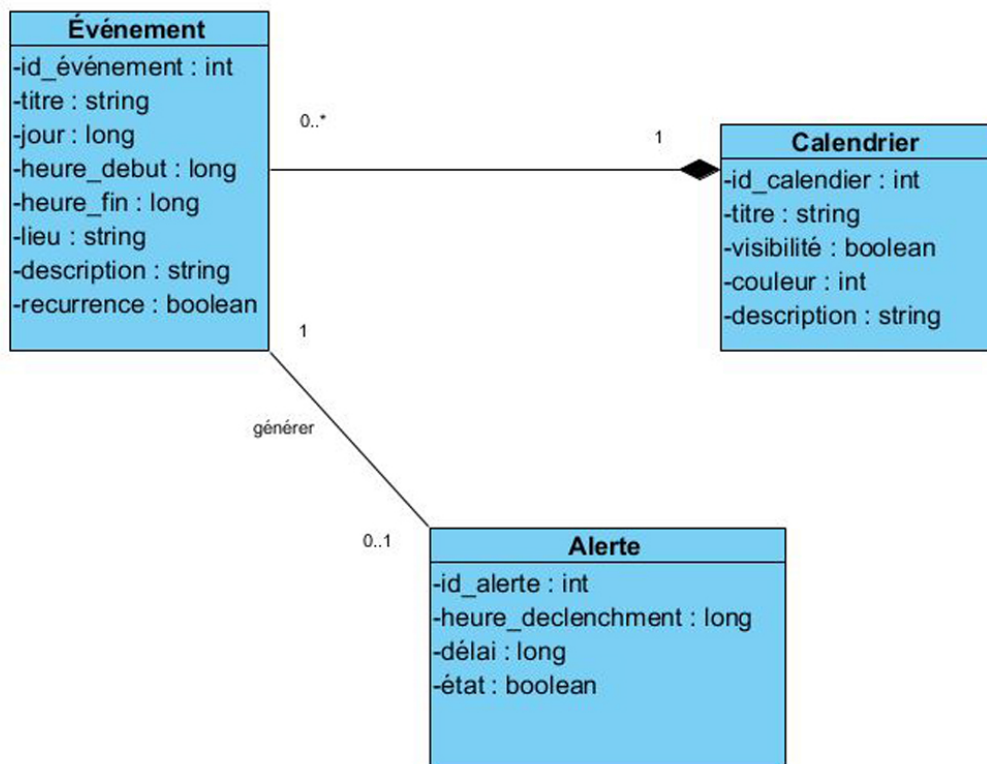 Événement
-id_événement : int
-titre : string
-jour : long
-heure_debut : long
-heure_fin : long
-lieu : string
-description : string
-recurrence : boolean
0..*
1
Calendrier
-id_calendier : int
-titre : string
-visibilité : boolean
-couleur : int
-description : string
1
générer
0..1
Alerte
-id_alerte : int
-heure_declenchment : long
-délai : long
-état : boolean